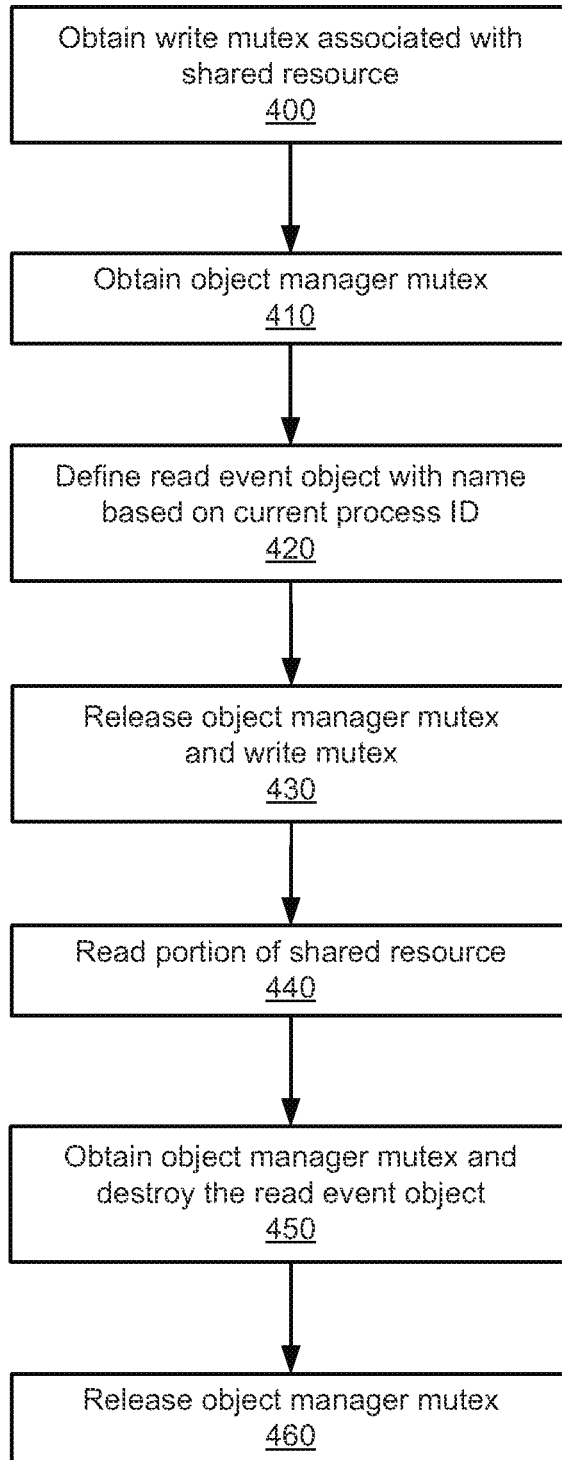 Obtain write mutex associated with
shared resource
400
Obtain object manager mutex
410
Define read event object with name
based on current process ID
420
Release object manager mutex
and write mutex
430
Read portion of shared resource
440
Obtain object manager mutex and
destroy the read event object
450
Release object manager mutex
460